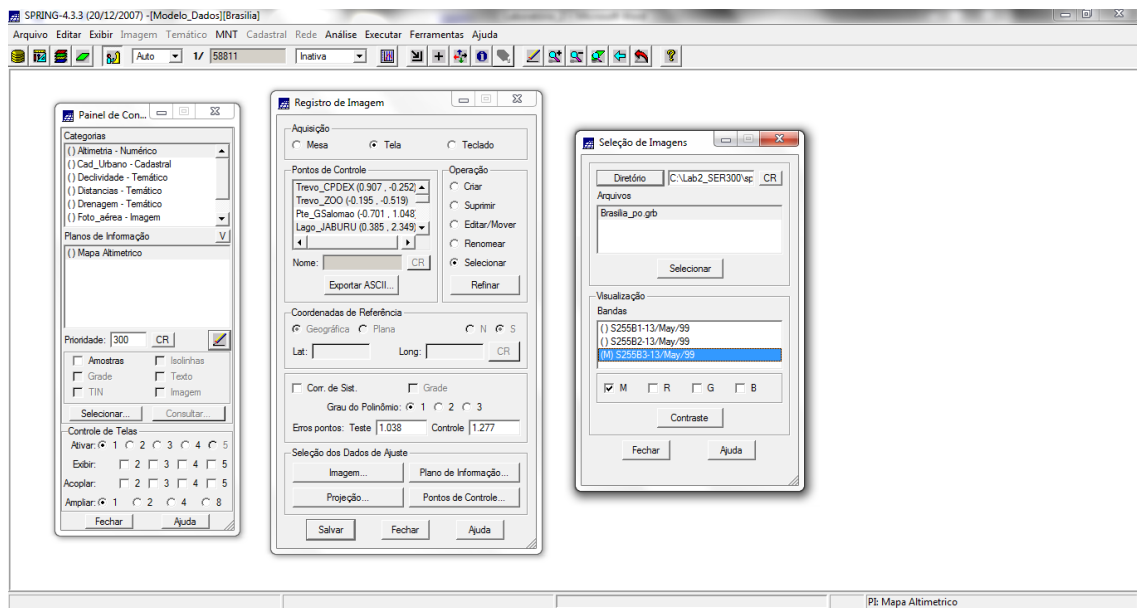 SPRING-4.3.3 (20/12/2007) -[Modelo_Dados][Brasilia]
Arquivo Editar Exibir Imagem Temático MNT Cadastral Rede Análise Executar Ferramentas Ajuda
Auto 1/ 58811 Inativa
Painel de Con...
Categorias
( ) Altimetria - Numérico
( ) Cad_Urbano - Cadastral
( ) Declividade - Temático
( ) Distancias - Temático
( ) Drenagem - Temático
( ) Foto_aérea - Imagem
Planos de Informação V
( ) Mapa Altimetrico
Prioridade: 300 CR
Amostras Isolinhas
Grade Texto
TIN Imagem
Selecionar... Consultar...
Controle de Telas
Ativar: 1 2 3 4 5
Exibir: 2 3 4 5
Acoplar: 2 3 4 5
Ampliar: 1 2 4 8
Fechar Ajuda
Registro de Imagem
Aquisição
Mesa Tela Teclado
Pontos de Controle
Trevo_CPDEX (0.907 , -0.252)
Trevo_ZOO (-0.195 , -0.519)
Pte_GSalomao (-0.701 , 1.048)
Lago_JABURU (0.385 , 2.349)
Nome: CR
Exportar ASCII...
Operação
Criar
Suprimir
Editar/Mover
Renomear
Selecionar
Refinar
Coordenadas de Referência
Geográfica Plana N S
Lat: Long: CR
Corr. de Sist. Grade
Grau do Polinômio: 1 2 3
Erros pontos: Teste 1.038 Controle 1.277
Seleção dos Dados de Ajuste
Imagem... Plano de Informação...
Projeção... Pontos de Controle...
Salvar Fechar Ajuda
Seleção de Imagens
Diretório C:\Lab2_SER300\sp CR
Arquivos
Brasilia_po.grb
Selecionar
Visualização
Bandas
( ) S255B1-13/May/99
( ) S255B2-13/May/99
(M) S255B3-13/May/99
M R G B
Contraste
Fechar Ajuda
PI: Mapa Altimetrico